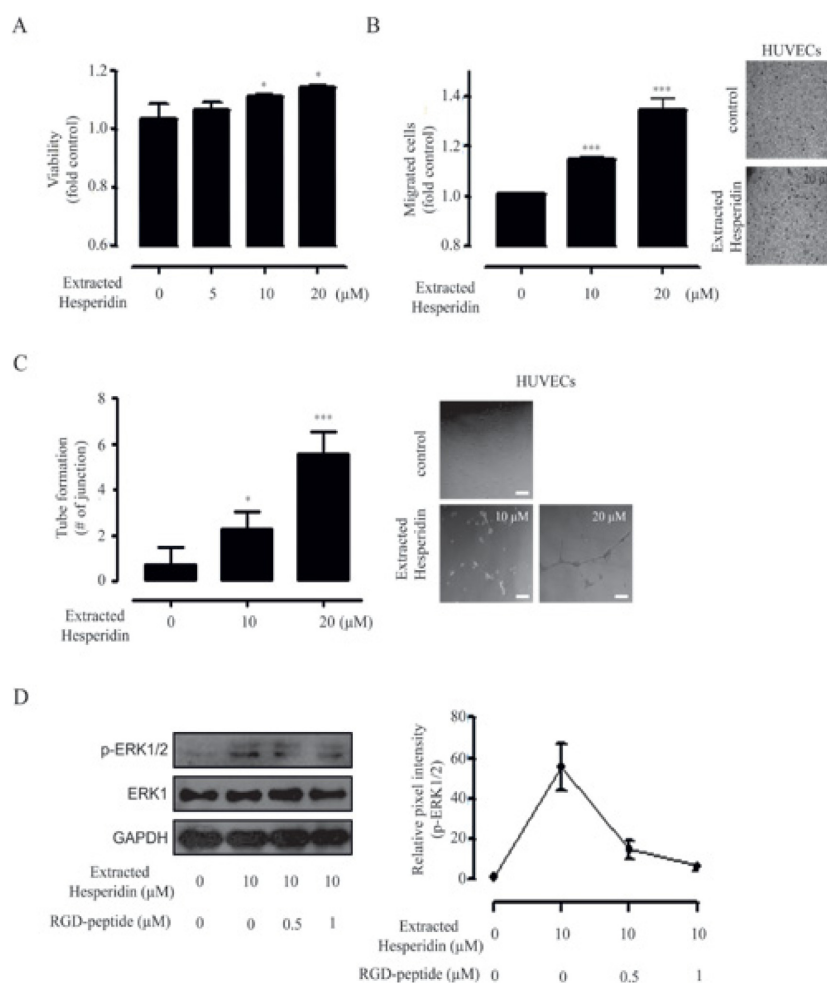 A
Viability
(fold control)
1.2
1.0
0.8
0.6
*
*
Extracted
Hesperidin
0 5 10 20 (µM)
B
Migrated cells
(fold control)
1.4
1.2
1.0
0.8
***
***
Extracted
Hesperidin
0 10 20 (µM)
HUVECs
control
Extracted
Hesperidin
C
Tube formation
(# of junction)
8
6
4
2
0
*
***
Extracted
Hesperidin
0 10 20 (µM)
HUVECs
control
Extracted
Hesperidin
10 µM
20 µM
D
p-ERK1/2
ERK1
GAPDH
Extracted
Hesperidin (µM)
0 10 10 10
RGD-peptide (µM) 0 0 0.5 1
Relative pixel intensity
(p-ERK1/2)
80
60
40
20
0
Extracted
Hesperidin (µM)
0 10 10 10
RGD-peptide (µM) 0 0 0.5 1